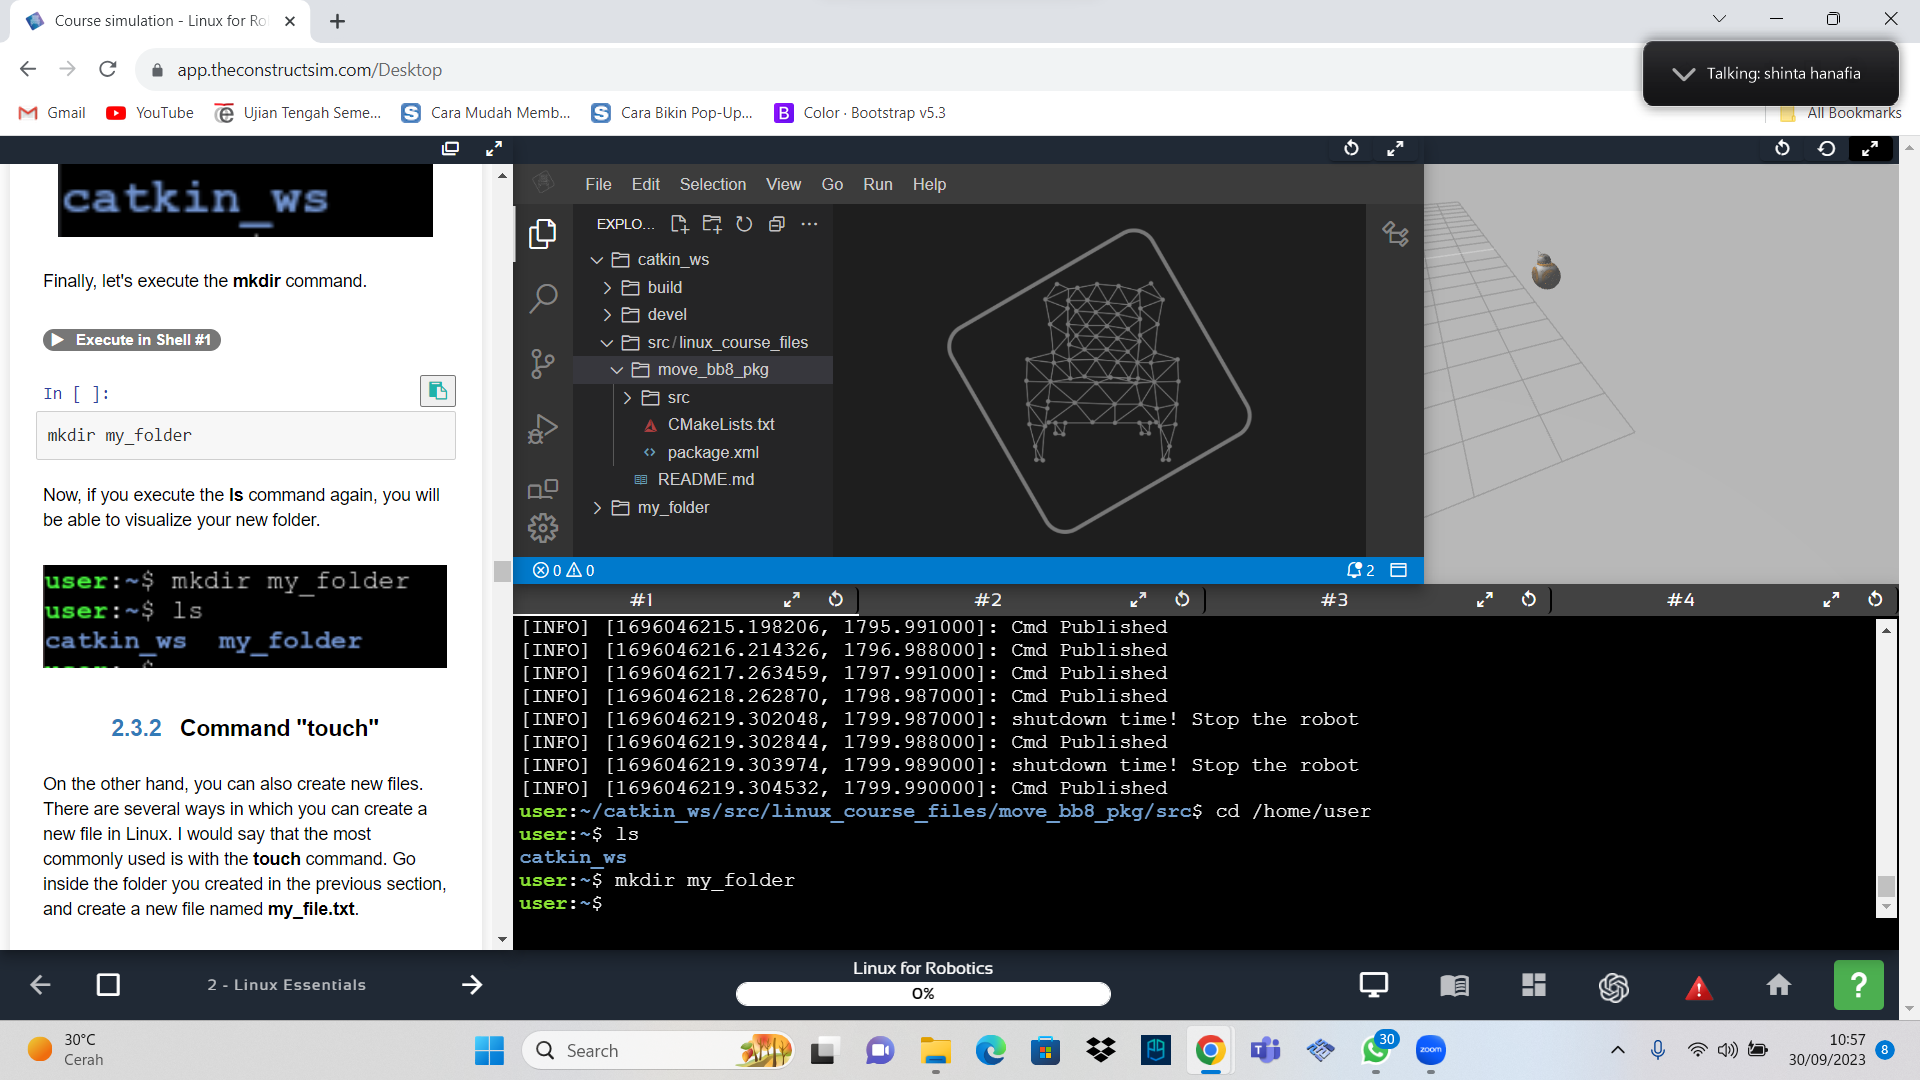 Course simulation - Linux for Ro
app.theconstructsim.com/Desktop
Talking: shinta hanafia
Gmail
YouTube
Ujian Tengah Seme...
Cara Mudah Memb...
Cara Bikin Pop-Up...
B
Color · Bootstrap v5.3
All Bookmarks
catkin_ws
Finally, let's execute the mkdir command.
Execute in Shell #1
In [ ]:
mkdir my_folder
Now, if you execute the ls command again, you will
be able to visualize your new folder.
user:~$ mkdir my_folder
user:~$ ls
catkin_ws  my_folder
2.3.2 Command "touch"
On the other hand, you can also create new files.
There are several ways in which you can create a
new file in Linux. I would say that the most
commonly used is with the touch command. Go
inside the folder you created in the previous section,
and create a new file named my_file.txt.
File Edit Selection View Go Run Help
EXPLO...
catkin_ws
build
devel
src/linux_course_files
move_bb8_pkg
src
CMakeLists.txt
package.xml
README.md
my_folder
0 0
2
#1 #2 #3 #4
[INFO] [1696046215.198206, 1795.991000]: Cmd Published
[INFO] [1696046216.214326, 1796.988000]: Cmd Published
[INFO] [1696046217.263459, 1797.991000]: Cmd Published
[INFO] [1696046218.262870, 1798.987000]: Cmd Published
[INFO] [1696046219.302048, 1799.987000]: shutdown time! Stop the robot
[INFO] [1696046219.302844, 1799.988000]: Cmd Published
[INFO] [1696046219.303974, 1799.989000]: shutdown time! Stop the robot
[INFO] [1696046219.304532, 1799.990000]: Cmd Published
user:~/catkin_ws/src/linux_course_files/move_bb8_pkg/src$ cd /home/user
user:~$ ls
catkin_ws
user:~$ mkdir my_folder
user:~$
2 - Linux Essentials
Linux for Robotics
0%
?
30°C
Cerah
Search
30
zoom
10:57
30/09/2023
8